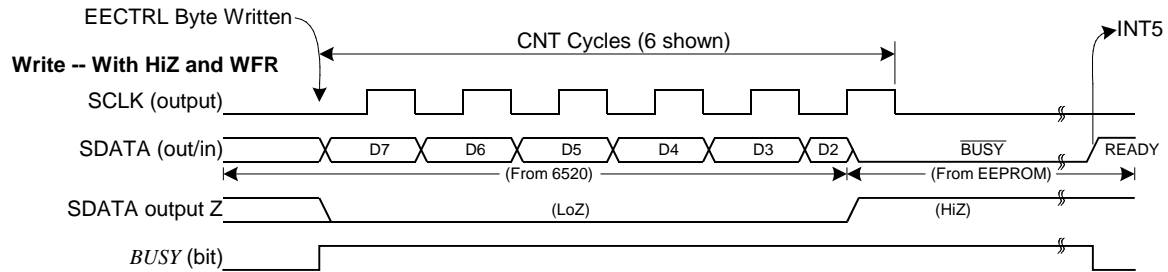 EECTRL Byte Written
INT5
CNT Cycles (6 shown)
Write -- With HiZ and WFR
SCLK (output)
SDATA (out/in)
D7
D6
D5
D4
D3
D2
BUSY
READY
(From 6520)
(From EEPROM)
SDATA output Z
(LoZ)
(HiZ)
BUSY (bit)